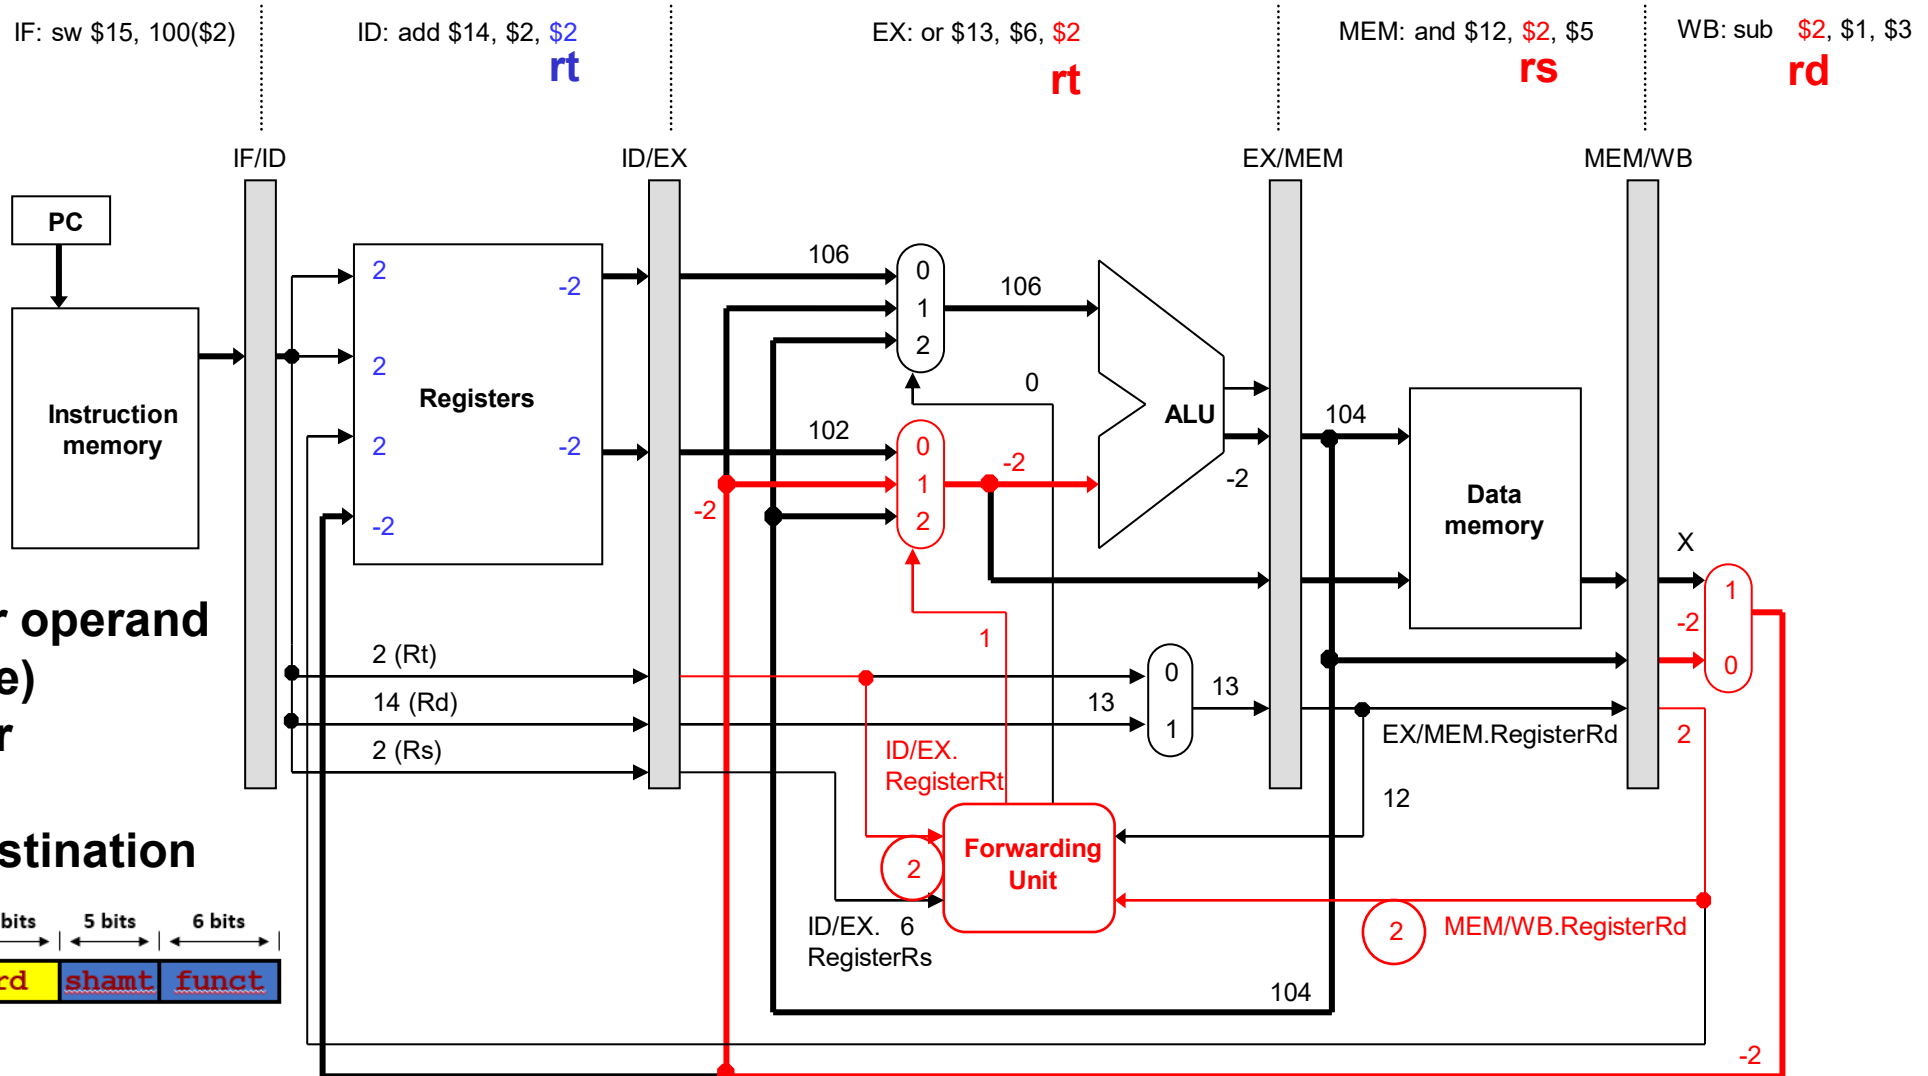 IF: sw $15, 100($2)
ID: add $14, $2, $2
rt
EX: or $13, $6, $2
rt
MEM: and $12, $2, $5
rs
WB: sub $2, $1, $3
rd
IF/ID
ID/EX
EX/MEM
MEM/WB
PC
Instruction
memory
2
2
2
-2
Registers
-2
-2
106
102
-2
0
1
2
106
0
0
1
2
-2
1
ALU
-2
104
Data
memory
X
1
-2
0
r operand
e)
r
stination
2 (Rt)
14 (Rd)
2 (Rs)
13
0
1
13
ID/EX.
RegisterRt
EX/MEM.RegisterRd
2
12
Forwarding
Unit
2
ID/EX. 6
RegisterRs
2
MEM/WB.RegisterRd
104
-2
bits
5 bits
6 bits
rd
shamt
funct